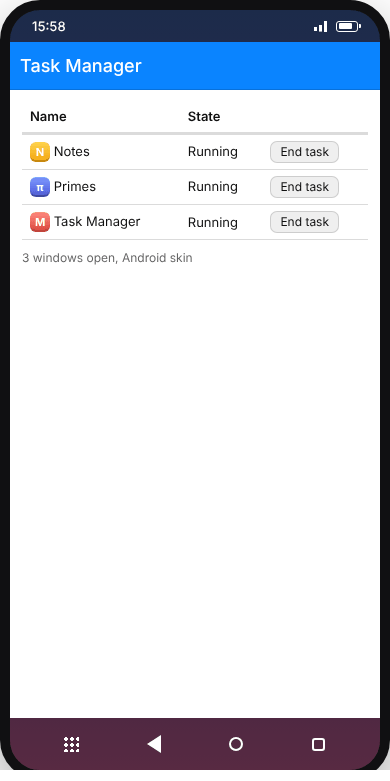 15:58
Task Manager
Name State
N Notes Running End task
π Primes Running End task
M Task Manager Running End task
3 windows open, Android skin